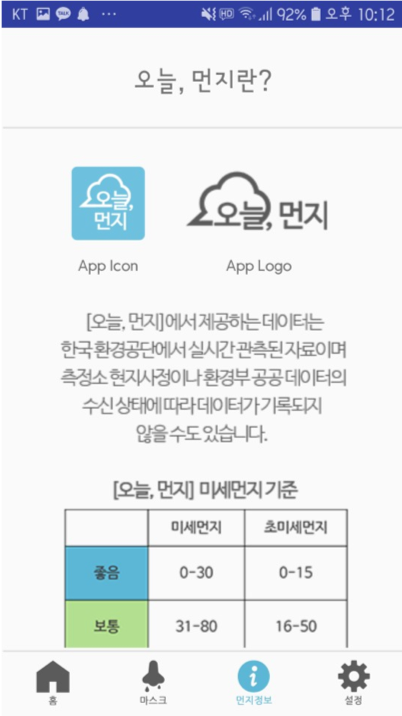 KT TALK ... HD 92% 오후 10:12
오늘, 먼지란?
오늘, 먼지 오늘, 먼지
App Icon App Logo
[오늘, 먼지]에서 제공하는 데이터는
한국 환경공단에서 실시간 관측된 자료이며
측정소 현지사정이나 환경부 공공 데이터의
수신 상태에 따라 데이터가 기록되지
않을 수도 있습니다.
[오늘, 먼지] 미세먼지 기준
미세먼지 초미세먼지
좋음 0-30 0-15
보통 31-80 16-50
홈 마스크 먼지정보 설정